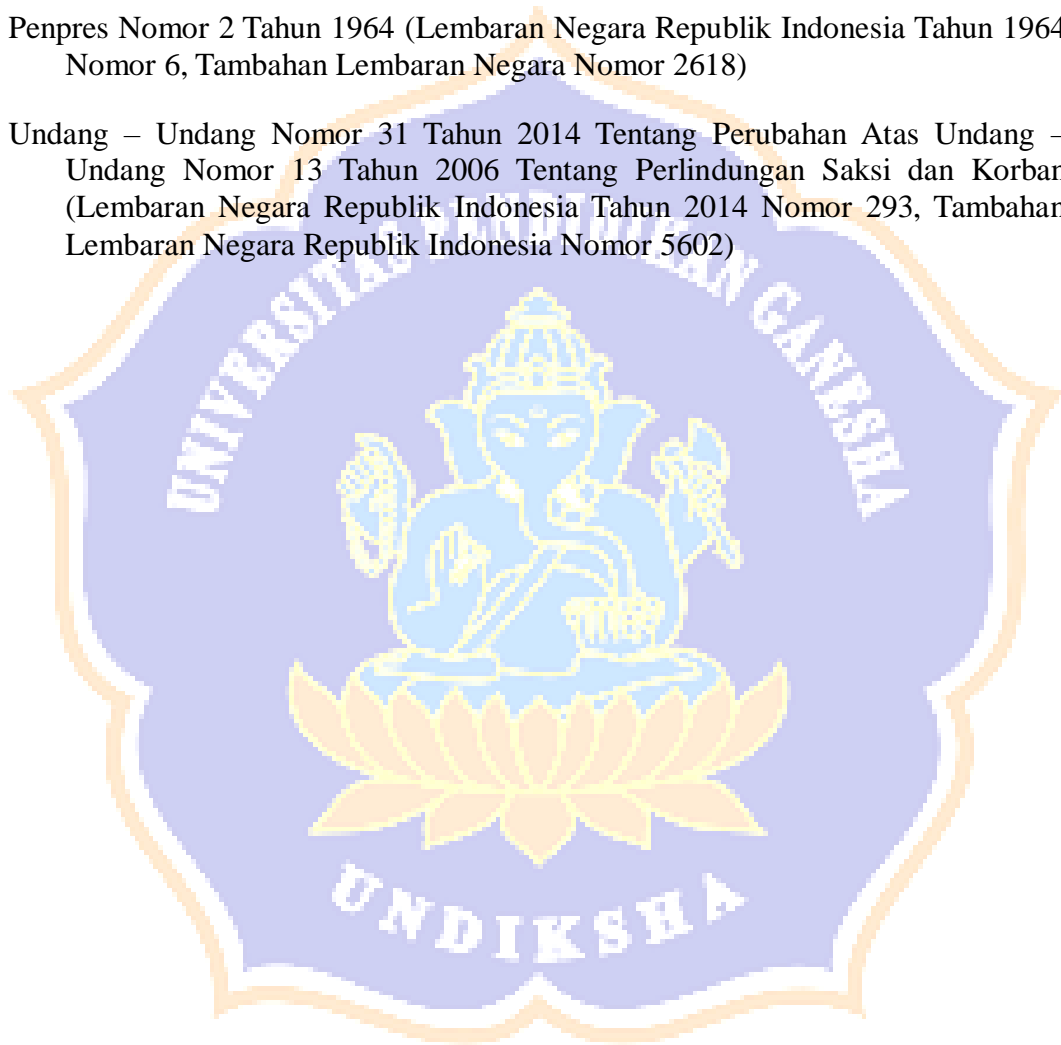 Penpres Nomor 2 Tahun 1964 (Lembaran Negara Republik Indonesia Tahun 1964
Nomor 6, Tambahan Lembaran Negara Nomor 2618)
Undang – Undang Nomor 31 Tahun 2014 Tentang Perubahan Atas Undang –
Undang Nomor 13 Tahun 2006 Tentang Perlindungan Saksi dan Korban
(Lembaran Negara Republik Indonesia Tahun 2014 Nomor 293, Tambahan
Lembaran Negara Republik Indonesia Nomor 5602)
UNIVERSITAS PENDIDIKAN GANESHA
UNDIKSHA